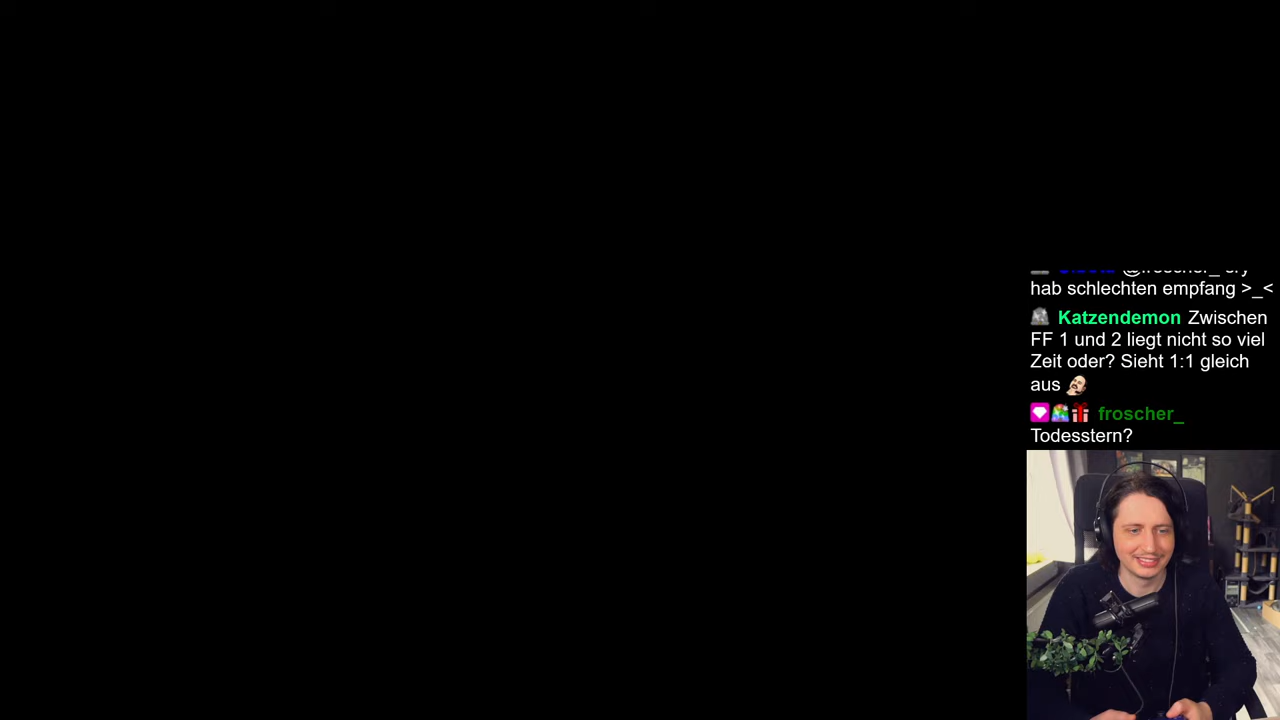 hab schlechten empfang >_<
Katzendemon Zwischen
FF 1 und 2 liegt nicht so viel
Zeit oder? Sieht 1:1 gleich
aus
froscher_
Todesstern?